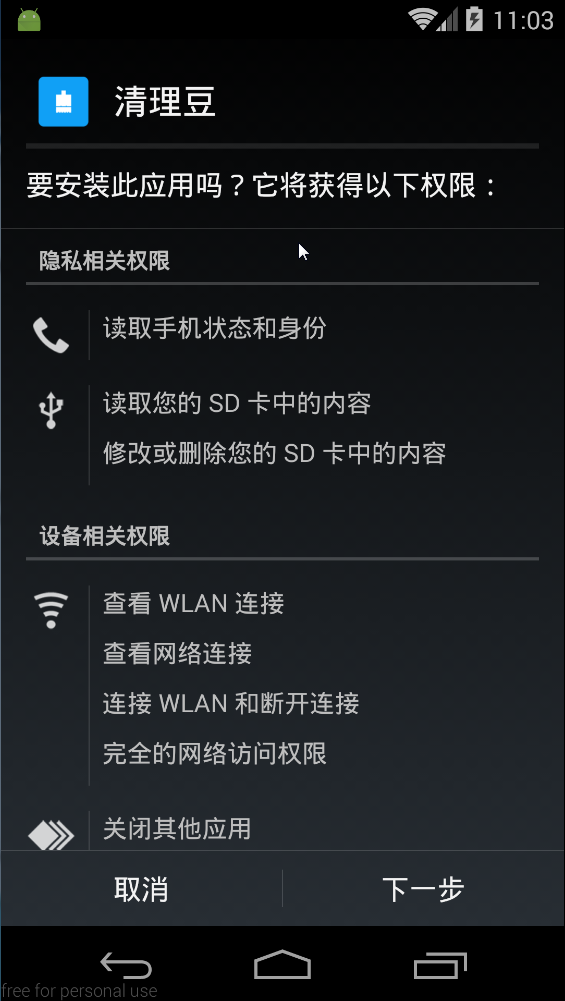 11:03
清理豆
要安装此应用吗？它将获得以下权限：
隐私相关权限
读取手机状态和身份
读取您的 SD 卡中的内容
修改或删除您的 SD 卡中的内容
设备相关权限
查看 WLAN 连接
查看网络连接
连接 WLAN 和断开连接
完全的网络访问权限
关闭其他应用
取消
下一步
free for personal use